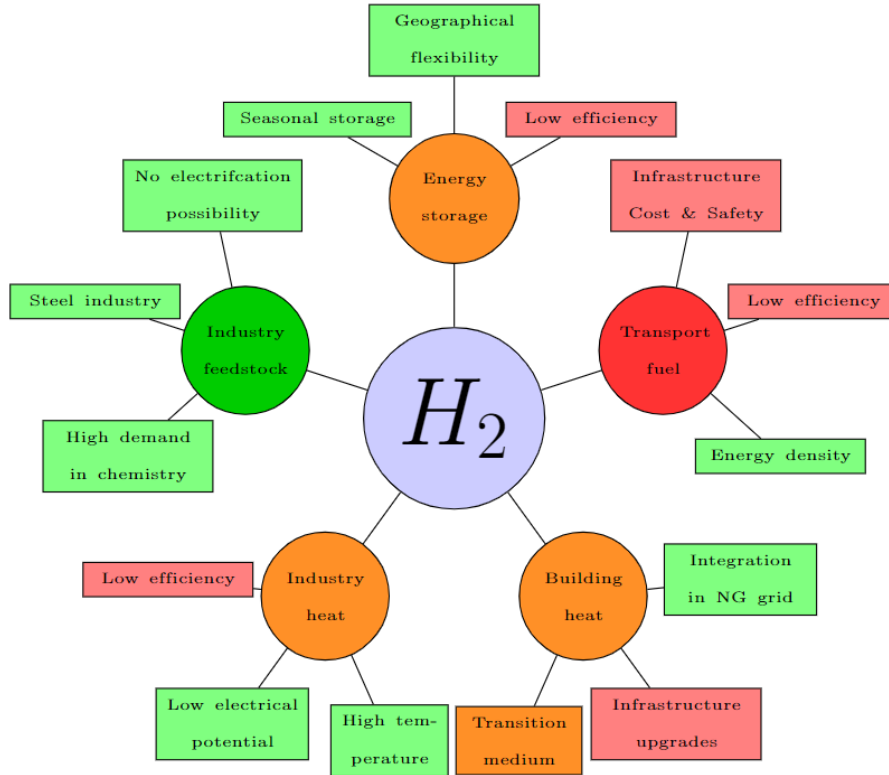 Geographical
flexibility
Seasonal storage
Low efficiency
Energy
storage
No electrifcation
possibility
Infrastructure
Cost & Safety
Steel industry
Industry
feedstock
Low efficiency
Transport
fuel
High demand
in chemistry
Energy density
H2
Low efficiency
Industry
heat
Building
heat
Integration
in NG grid
Low electrical
potential
High tem-
perature
Transition
medium
Infrastructure
upgrades